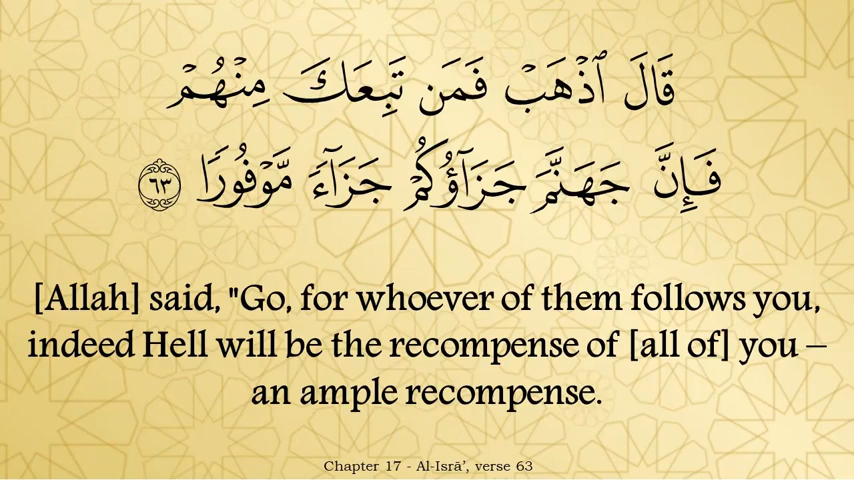 قَالَ ٱذْهَبْ فَمَن تَبِعَكَ مِنْهُمْ
فَإِنَّ جَهَنَّمَ جَزَآؤُكُمْ جَزَآءً مَّوْفُورًا ٦٣
[Allah] said, "Go, for whoever of them follows you,
indeed Hell will be the recompense of [all of] you –
an ample recompense.
Chapter 17 - Al-Isrā’, verse 63